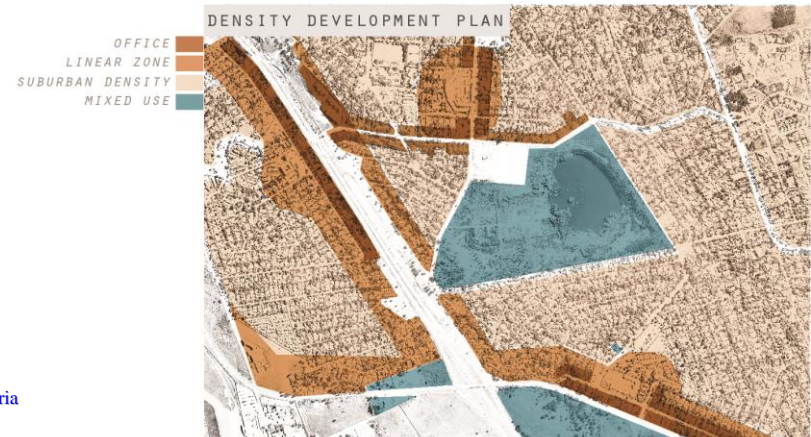 DENSITY DEVELOPMENT PLAN
OFFICE
LINEAR ZONE
SUBURBAN DENSITY
MIXED USE
ria